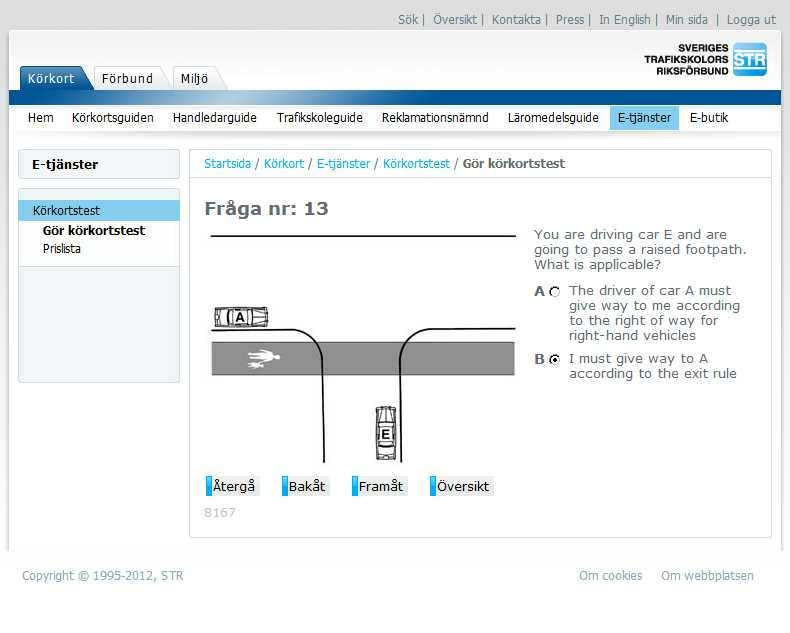 Sök | Översikt | Kontakta | Press | In English | Min sida | Logga ut
SVERIGES
TRAFIKSKOLORS
RIKSFÖRBUND
STR
Körkort Förbund Miljö
Hem Körkortsguiden Handledarguide Trafikskoleguide Reklamationsnämnd Läromedelsguide E-tjänster E-butik
E-tjänster
Startsida / Körkort / E-tjänster / Körkortstest / Gör körkortstest
Körkortstest
Gör körkortstest
Prislista
Fråga nr: 13
A
E
You are driving car E and are
going to pass a raised footpath.
What is applicable?
A The driver of car A must
give way to me according
to the right of way for
right-hand vehicles
B I must give way to A
according to the exit rule
Återgå Bakåt Framåt Översikt
8167
Copyright © 1995-2012, STR
Om cookies Om webbplatsen